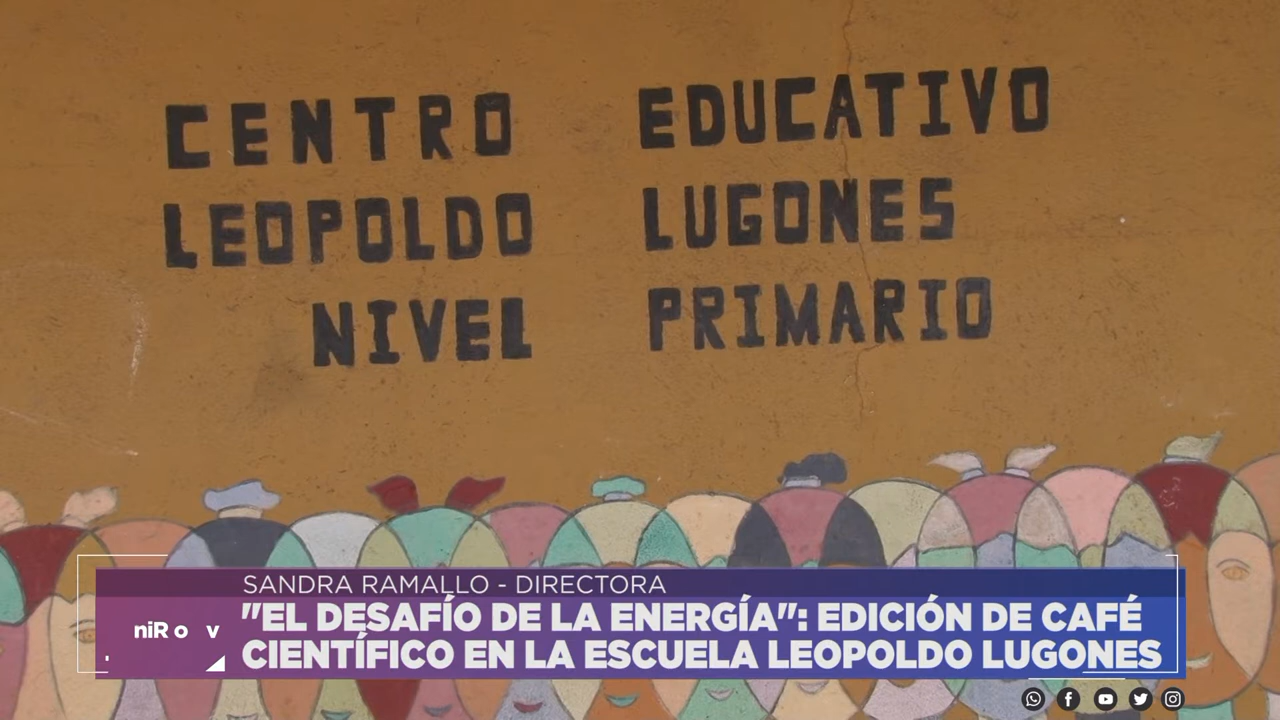 CENTRO EDUCATIVO
LEOPOLDO LUGONES
NIVEL PRIMARIO
SANDRA RAMALLO - DIRECTORA
"EL DESAFÍO DE LA ENERGÍA": EDICIÓN DE CAFÉ
CIENTÍFICO EN LA ESCUELA LEOPOLDO LUGONES